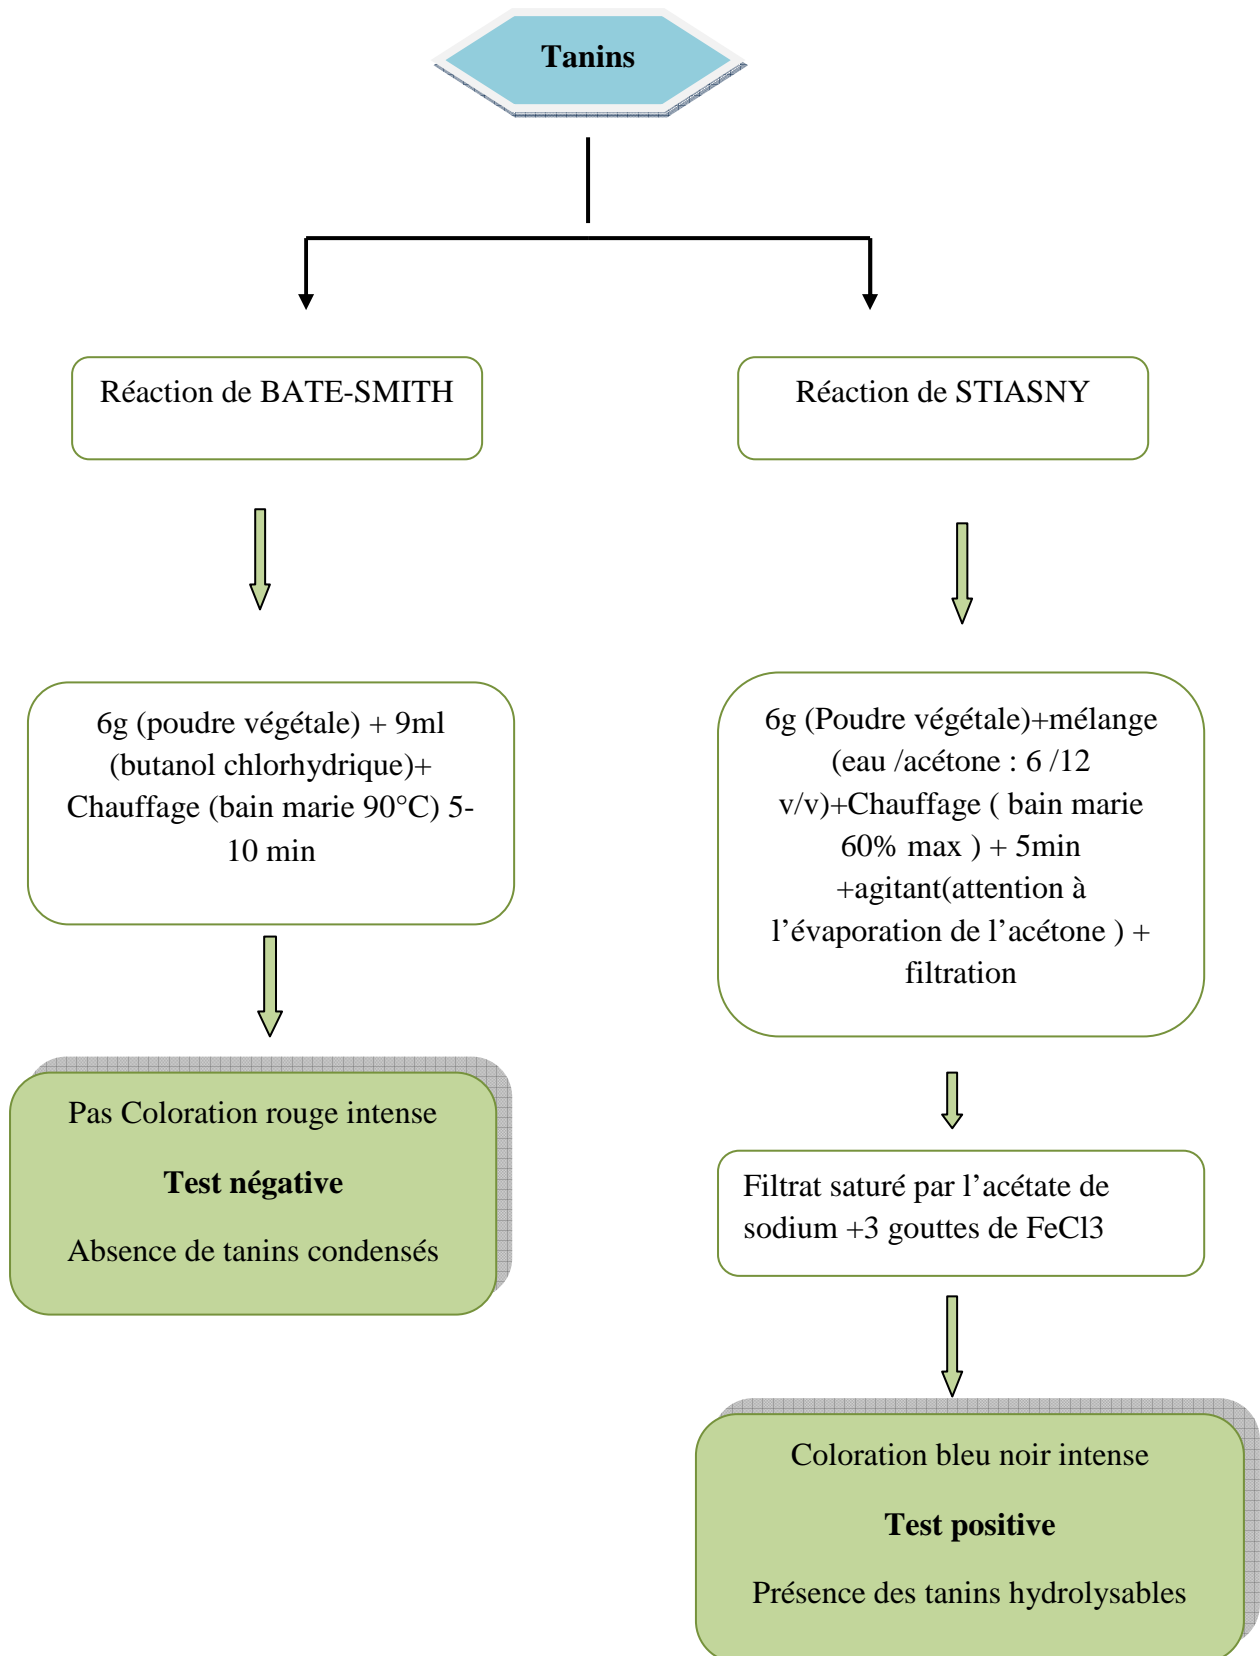 Tanins
Réaction de BATE-SMITH
6g (poudre végétale) + 9ml
(butanol chlorhydrique)+
Chauffage (bain marie 90°C) 5-
10 min
Pas Coloration rouge intense
Test négative
Absence de tanins condensés
Réaction de STIASNY
6g (Poudre végétale)+mélange
(eau /acétone : 6 /12
v/v)+Chauffage ( bain marie
60% max ) + 5min
+agitant(attention à
l’évaporation de l’acétone ) +
filtration
Filtrat saturé par l’acétate de
sodium +3 gouttes de FeCl3
Coloration bleu noir intense
Test positive
Présence des tanins hydrolysables